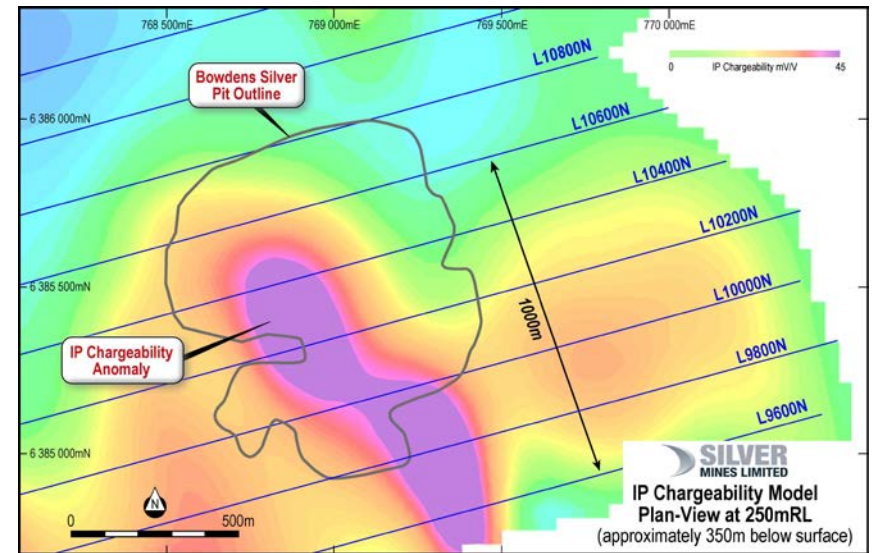 768 500mE
769 000mE
769 500mE
770 000mE
L10800N
0 IP Chargeability mV/V 45
Bowdens Silver
Pit Outline
6 386 000mN
L10600N
L10400N
L10200N
6 385 500mN
L10000N
1000m
IP Chargeability
Anomaly
L9800N
L9600N
6 385 000mN
SILVER
MINES LIMITED
N
IP Chargeability Model
0 500m
Plan-View at 250mRL
(approximately 350m below surface)